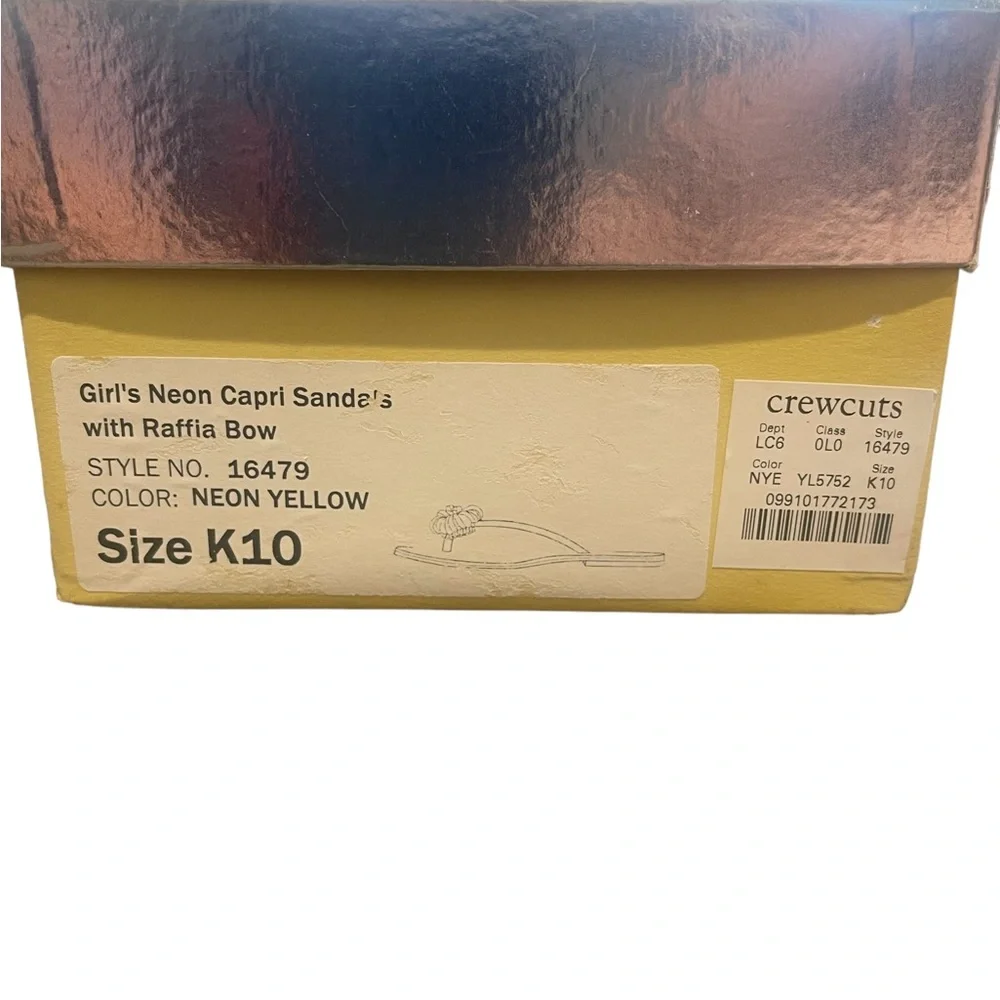 Girl's Neon Capri Sandals
with Raffia Bow
STYLE NO. 16479
COLOR: NEON YELLOW
Size K10
crewcuts
Dept Class Style
LC6 0L0 16479
Color Size
NYE YL5752 K10
099101772173